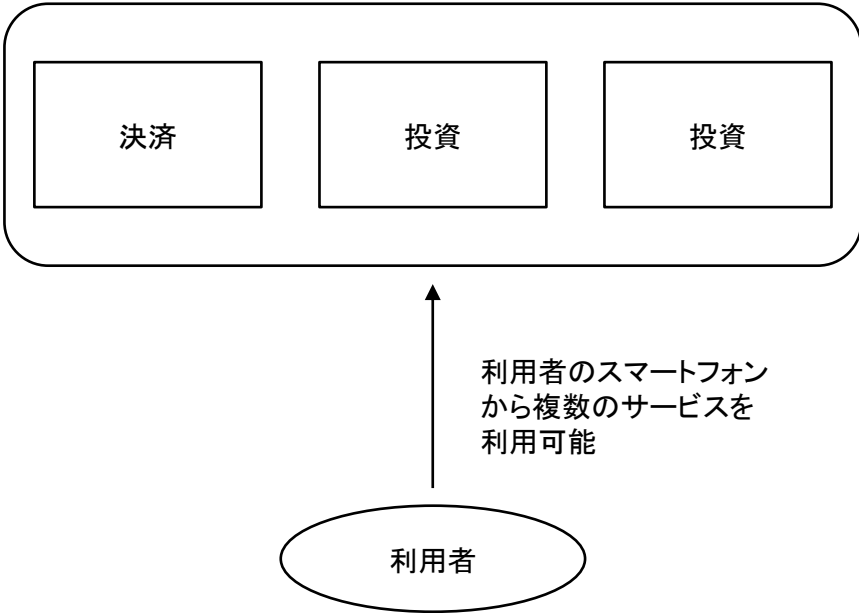 決済
投資
投資
利用者のスマートフォン
から複数のサービスを
利用可能
利用者